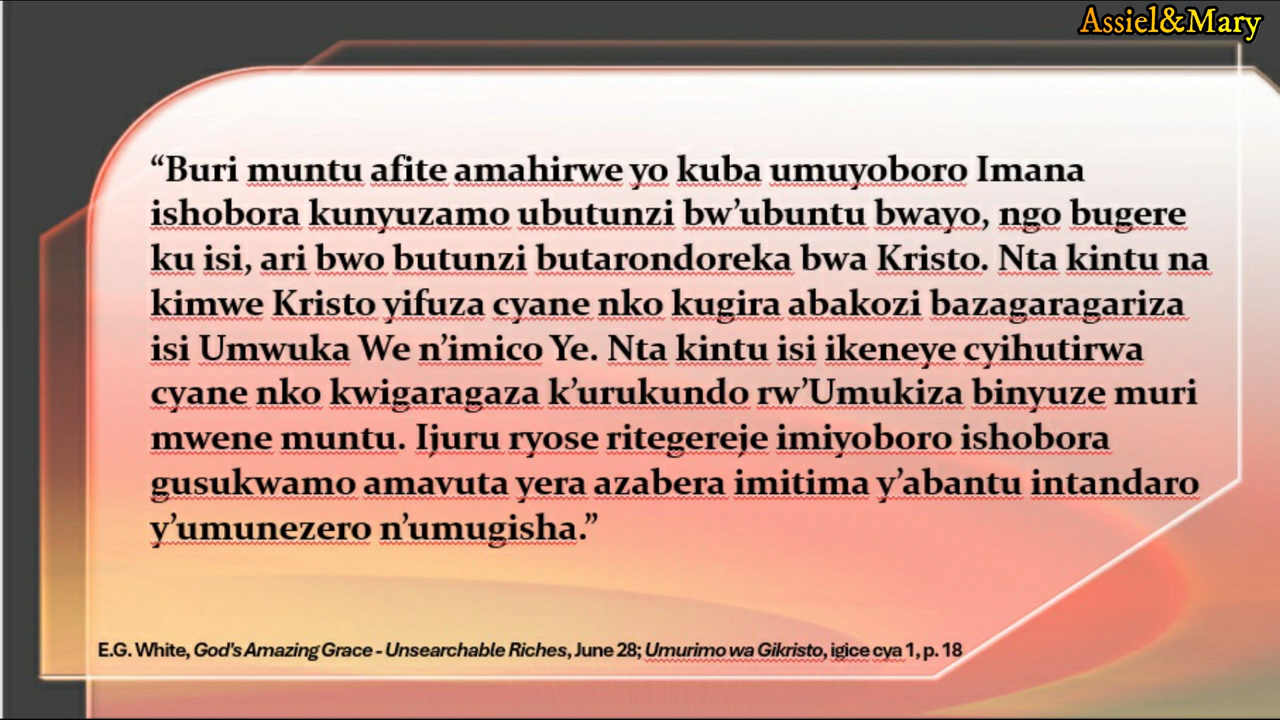 Assiel&Mary
“Buri muntu afite amahirwe yo kuba umuyoboro Imana
ishobora kunyuzamo ubutunzi bw’ubuntu bwayo, ngo bugere
ku isi, ari bwo butunzi butarondoreka bwa Kristo. Nta kintu na
kimwe Kristo yifuza cyane nko kugira abakozi bazagaragariza
isi Umwuka We n’imico Ye. Nta kintu isi ikeneye cyihutirwa
cyane nko kwigaragaza k’urukundo rw’Umukiza binyuze muri
mwene muntu. Ijuru ryose ritegereje imiyoboro ishobora
gusukwamo amavuta yera azabera imitima y’abantu intandaro
y’umunezero n’umugisha.”
E.G. White, God's Amazing Grace - Unsearchable Riches, June 28; Umurimo wa Gikristo, igice cya 1, p. 18